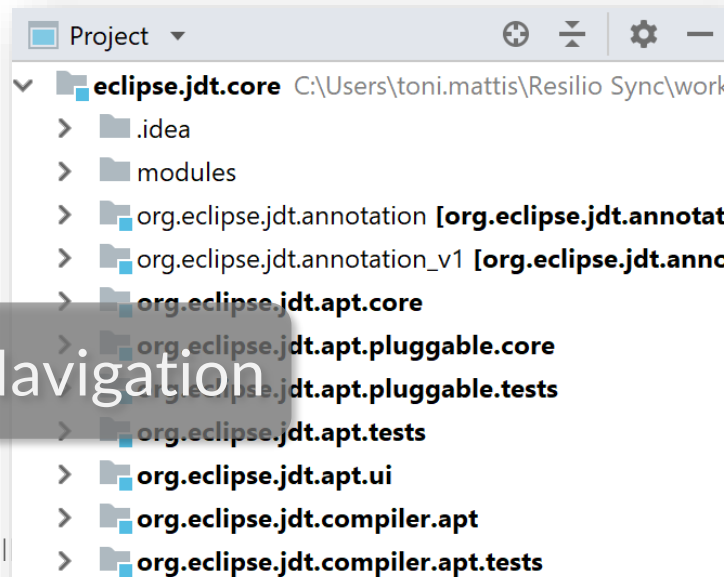 Project
eclipse.jdt.core C:\Users\toni.mattis\Resilio Sync\work
.idea
modules
org.eclipse.jdt.annotation [org.eclipse.jdt.annotat
org.eclipse.jdt.annotation_v1 [org.eclipse.jdt.anno
org.eclipse.jdt.apt.core
org.eclipse.jdt.apt.pluggable.core
avigation
org.eclipse.jdt.apt.pluggable.tests
org.eclipse.jdt.apt.tests
org.eclipse.jdt.apt.ui
org.eclipse.jdt.compiler.apt
org.eclipse.jdt.compiler.apt.tests